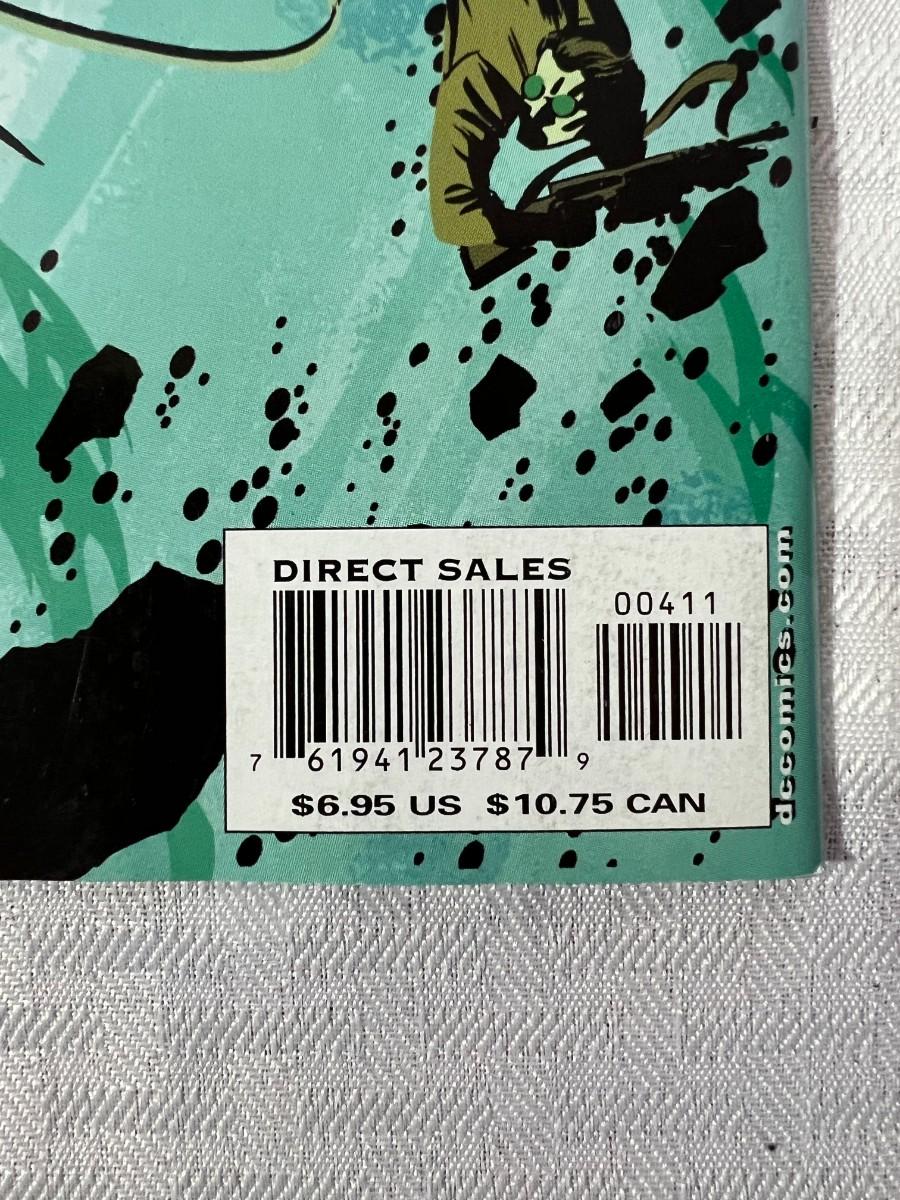 DIRECT SALES
00411
7 61941 23787 9
$6.95 US $10.75 CAN
dccomics.com